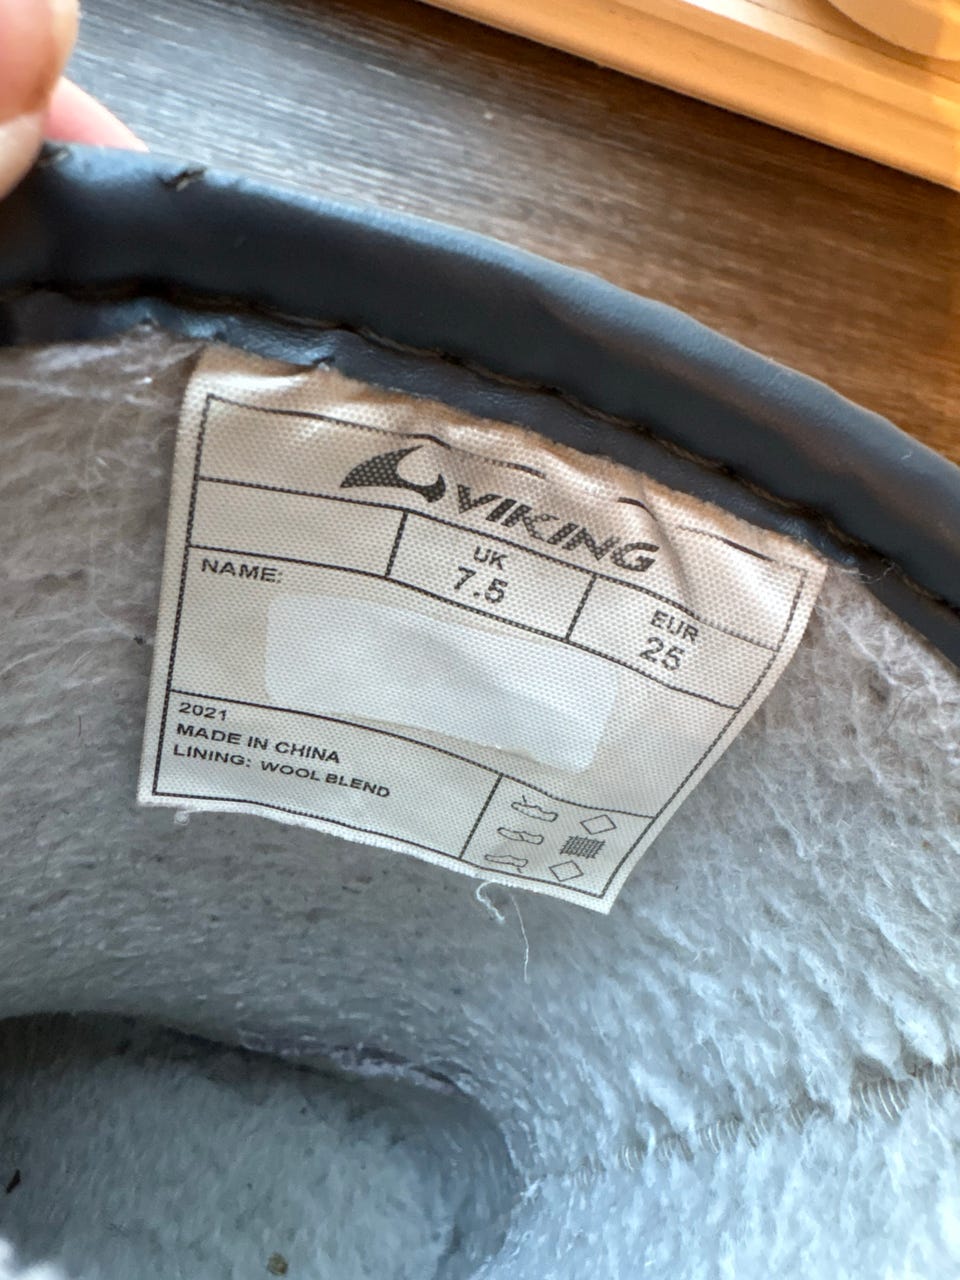 VIKING
UK
7.5
EUR
25
NAME:
2021
MADE IN CHINA
LINING: WOOL BLEND